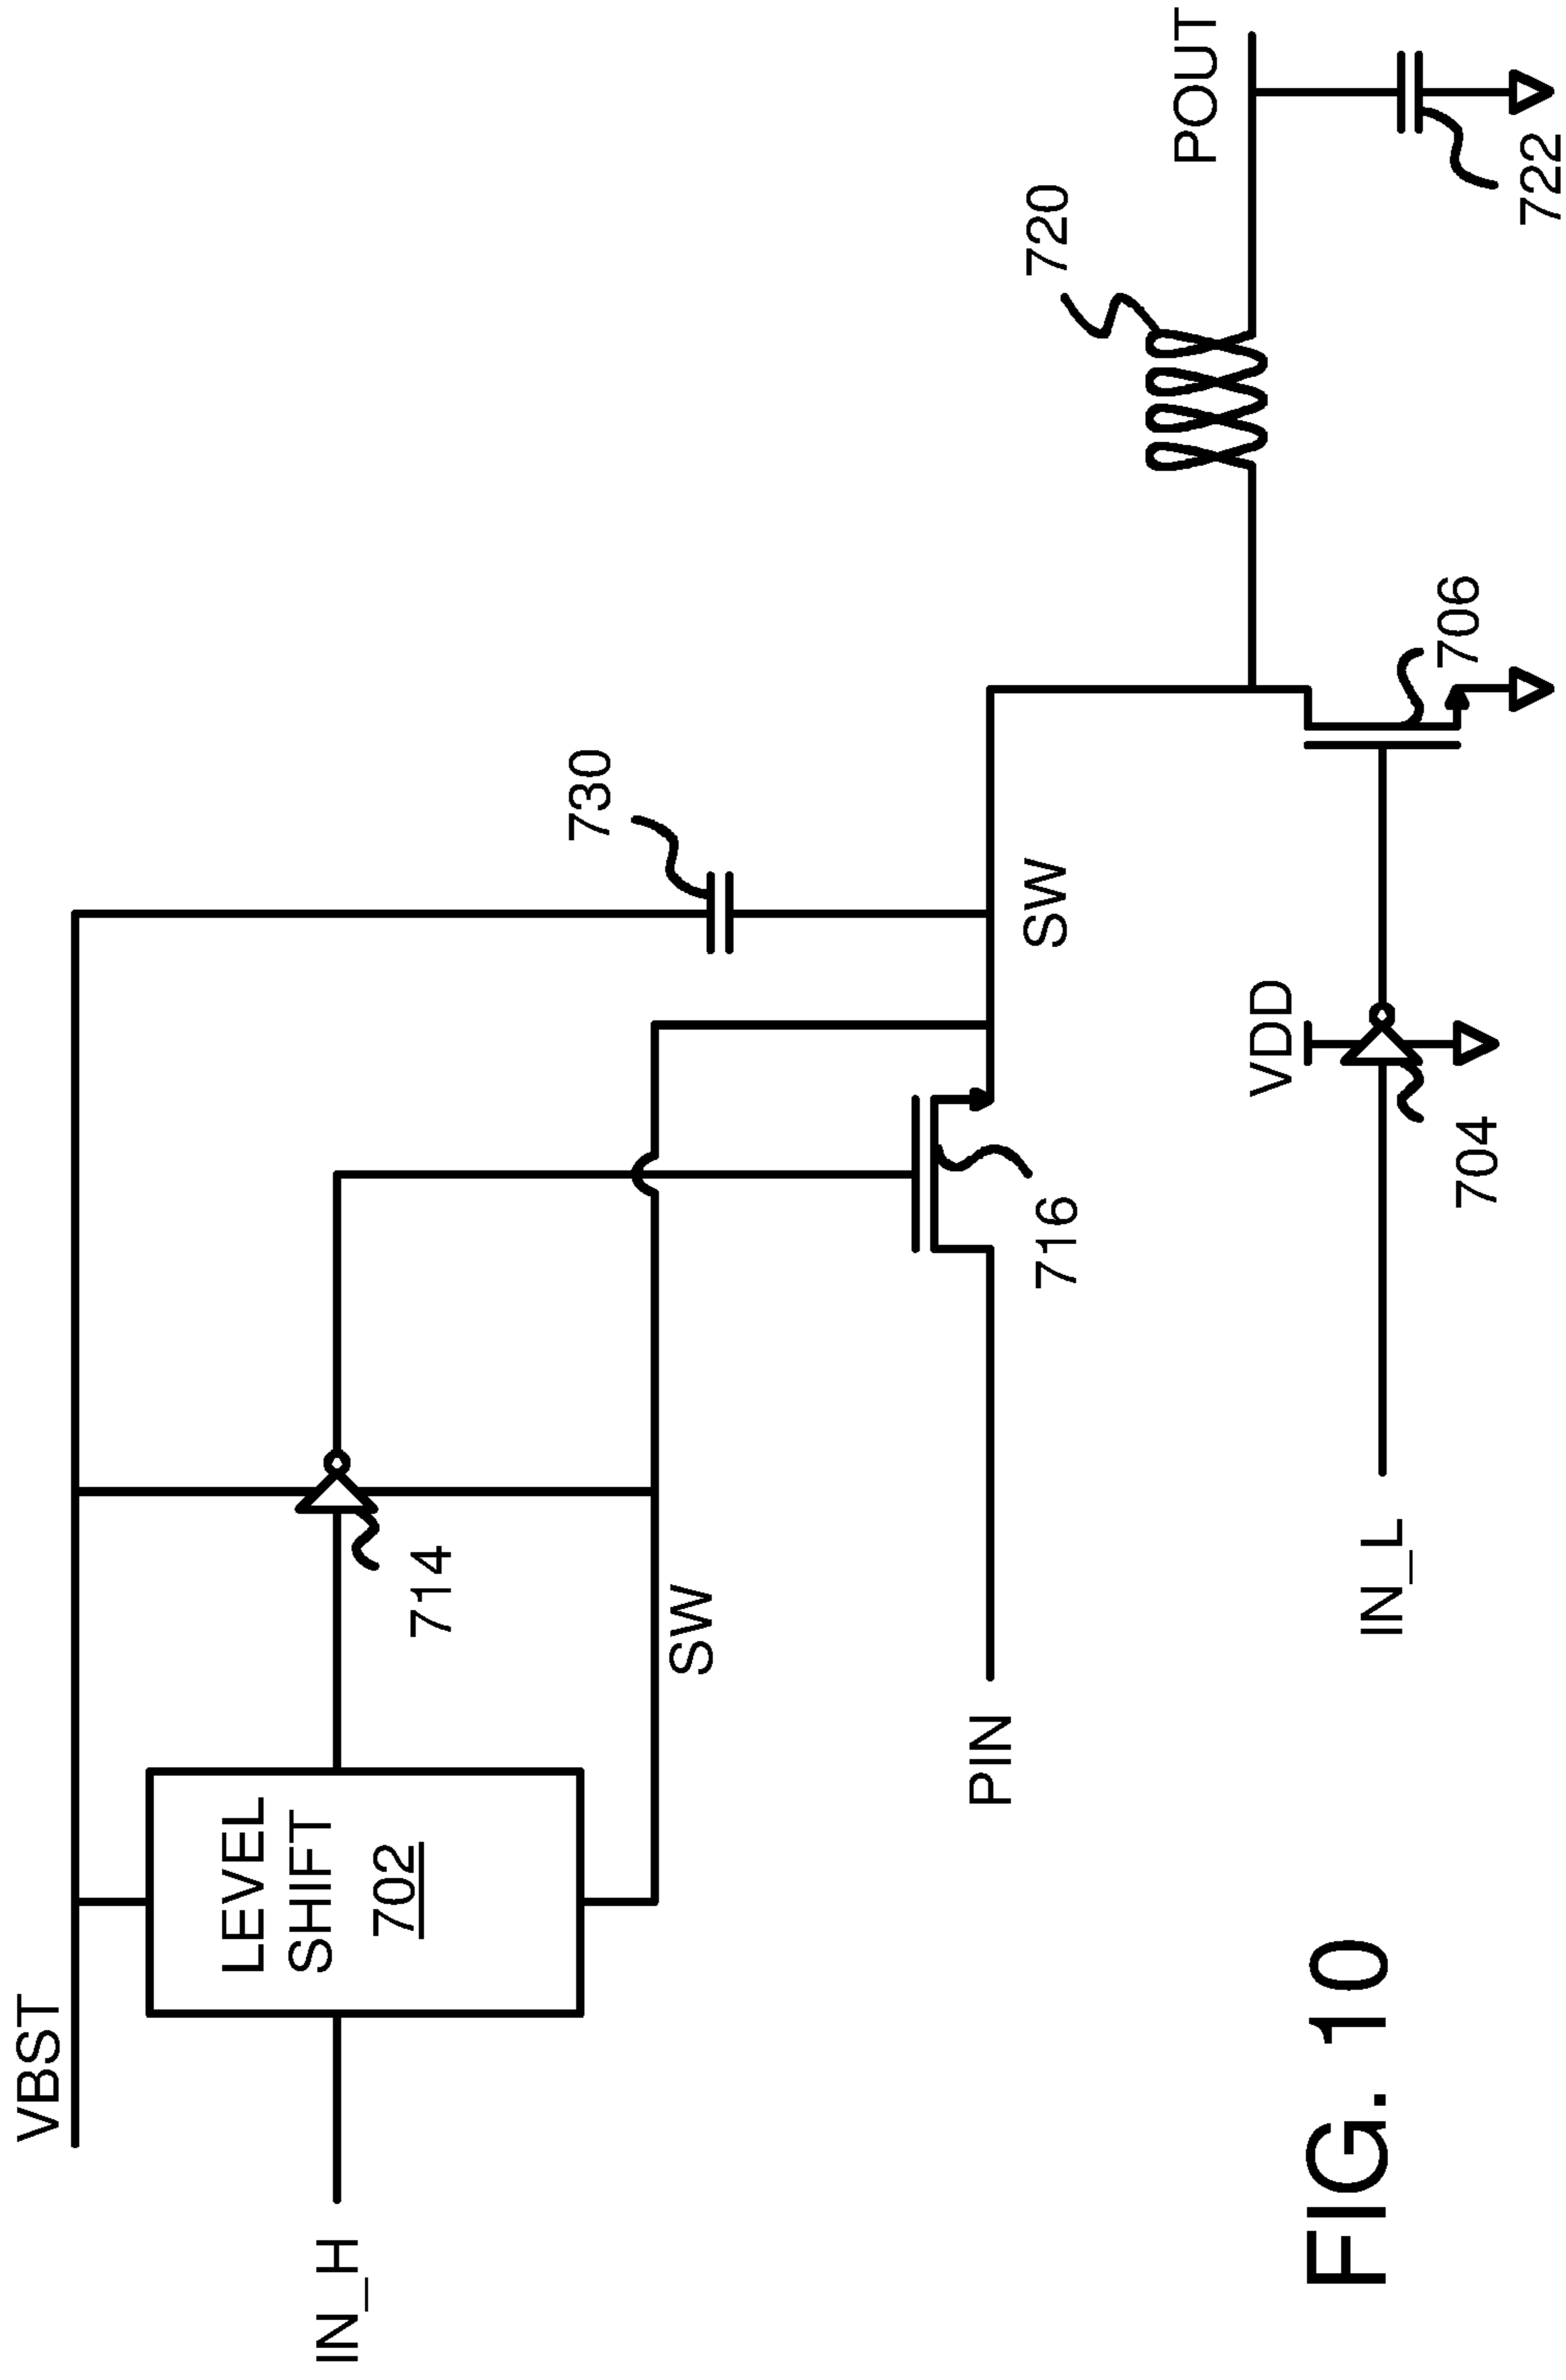 VBST
IN_H
LEVEL
SHIFT
702
714
SW
730
SW
PIN
716
720
POUT
VDD
IN_L
704
706
722
FIG. 10